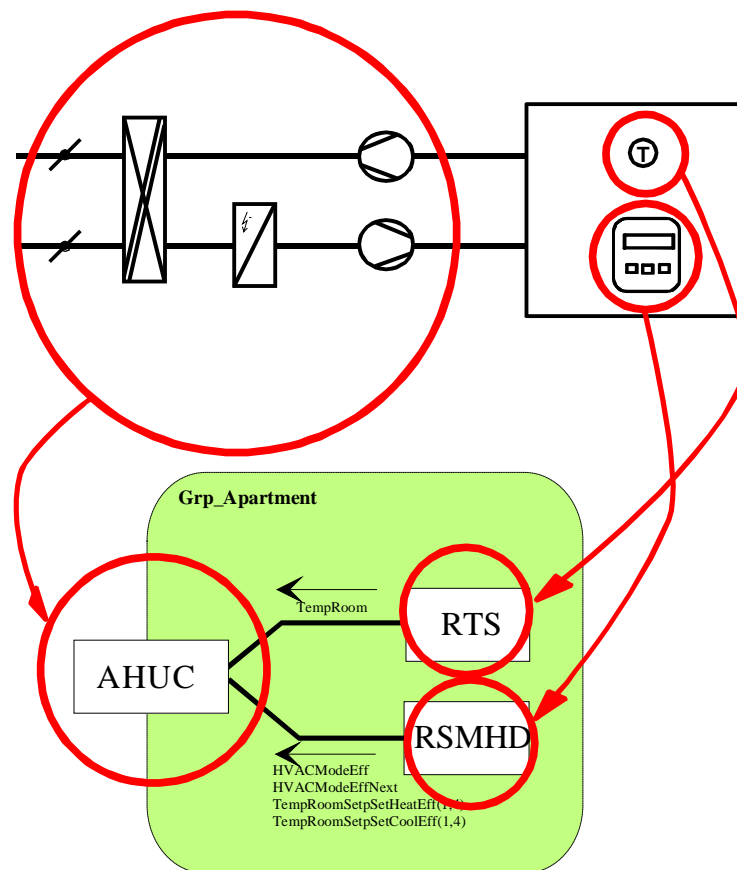 T
Grp_Apartment
TempRoom
RTS
AHUC
RSMHD
HVACModeEff
HVACModeEffNext
TempRoomSetpSetHeatEff(1,4)
TempRoomSetpSetCoolEff(1,4)